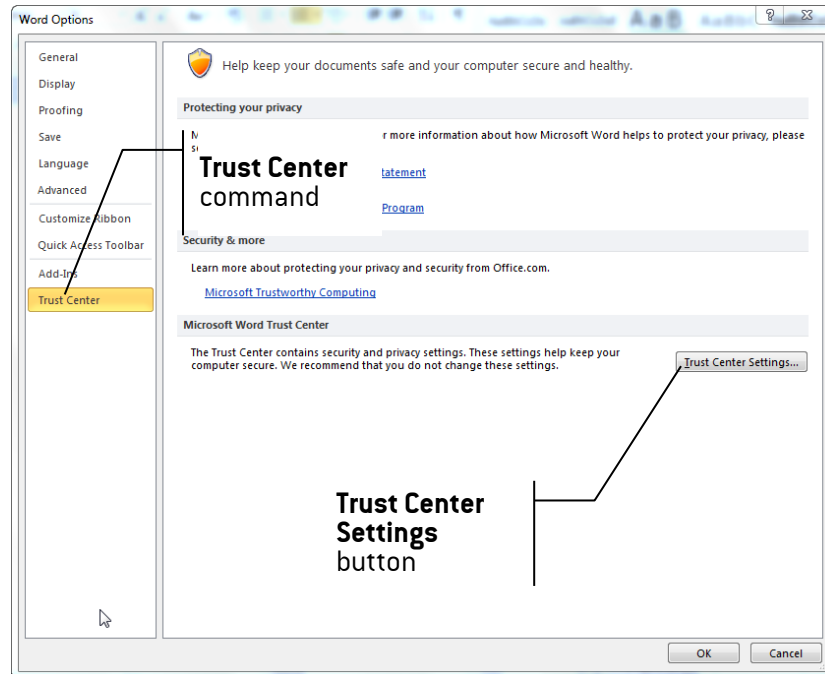 Word Options
General
Display
Proofing
Save
Language
Advanced
Customize Ribbon
Quick Access Toolbar
Add-Ins
Trust Center
Help keep your documents safe and your computer secure and healthy.
Protecting your privacy
r more information about how Microsoft Word helps to protect your privacy, please
Trust Center
command
tatement
Program
Security & more
Learn more about protecting your privacy and security from Office.com.
Microsoft Trustworthy Computing
Microsoft Word Trust Center
The Trust Center contains security and privacy settings. These settings help keep your
computer secure. We recommend that you do not change these settings.
Trust Center Settings...
Trust Center
Settings
button
OK
Cancel